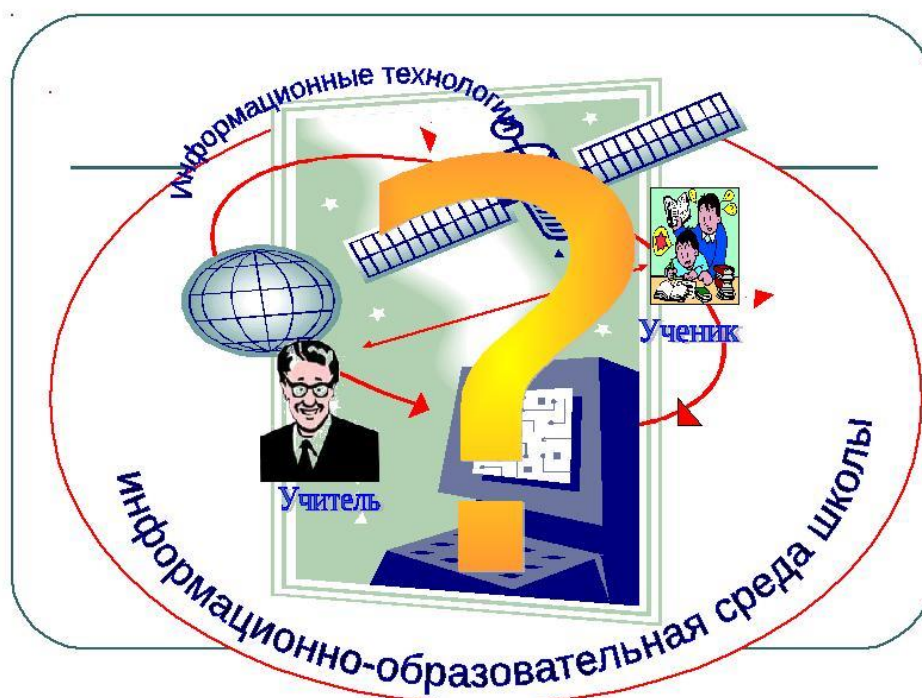 Информационные технологии
Ученик
Учитель
информационно-образовательная среда школы